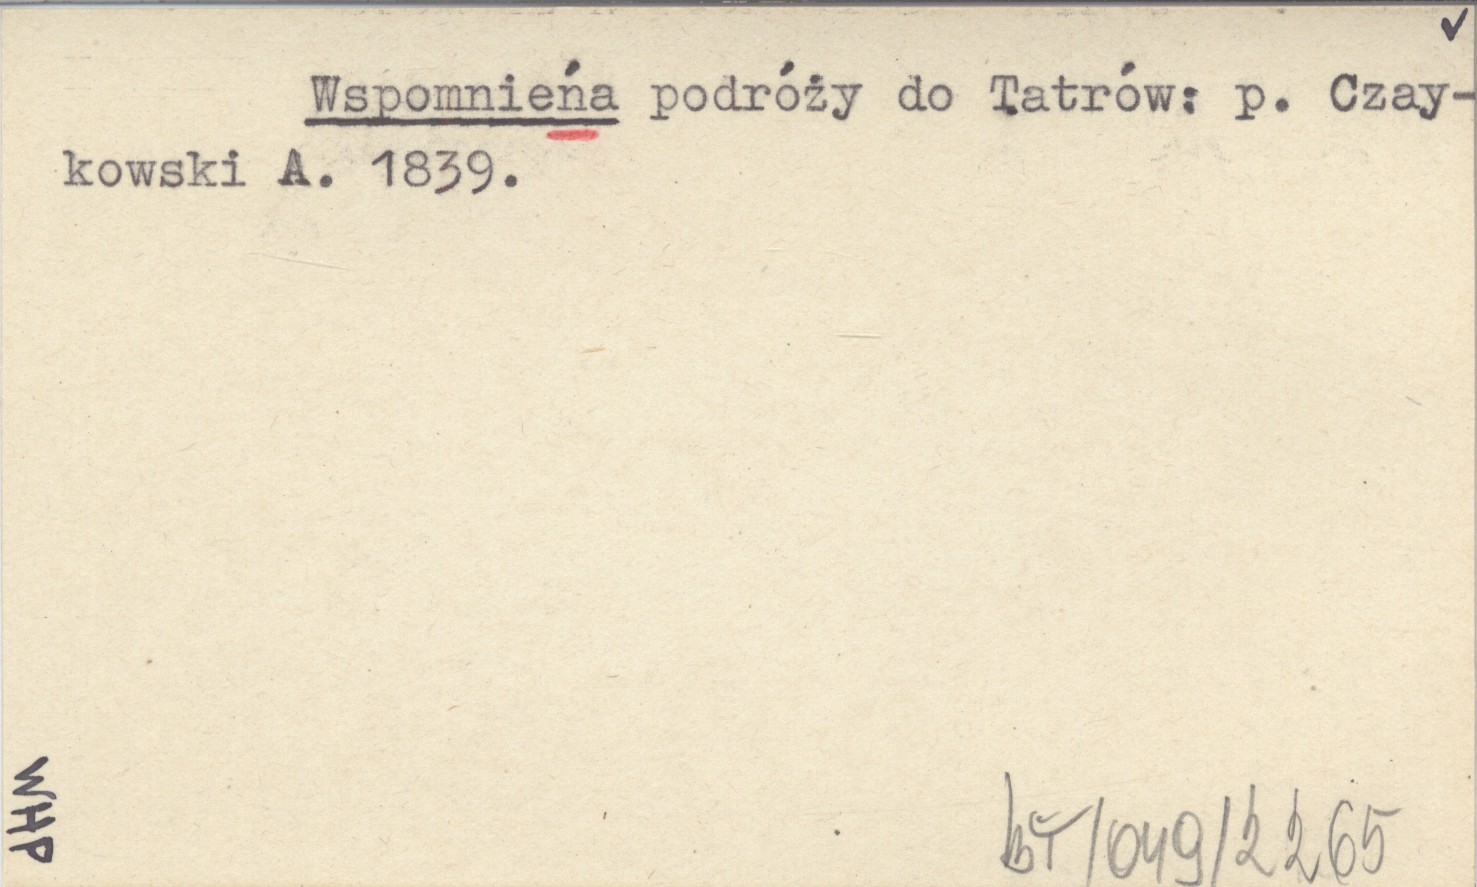 ✓
Wspomnieńa podróży do Tatrów: p. Czay-
kowski A. 1839.
WHP
bT/049/2265